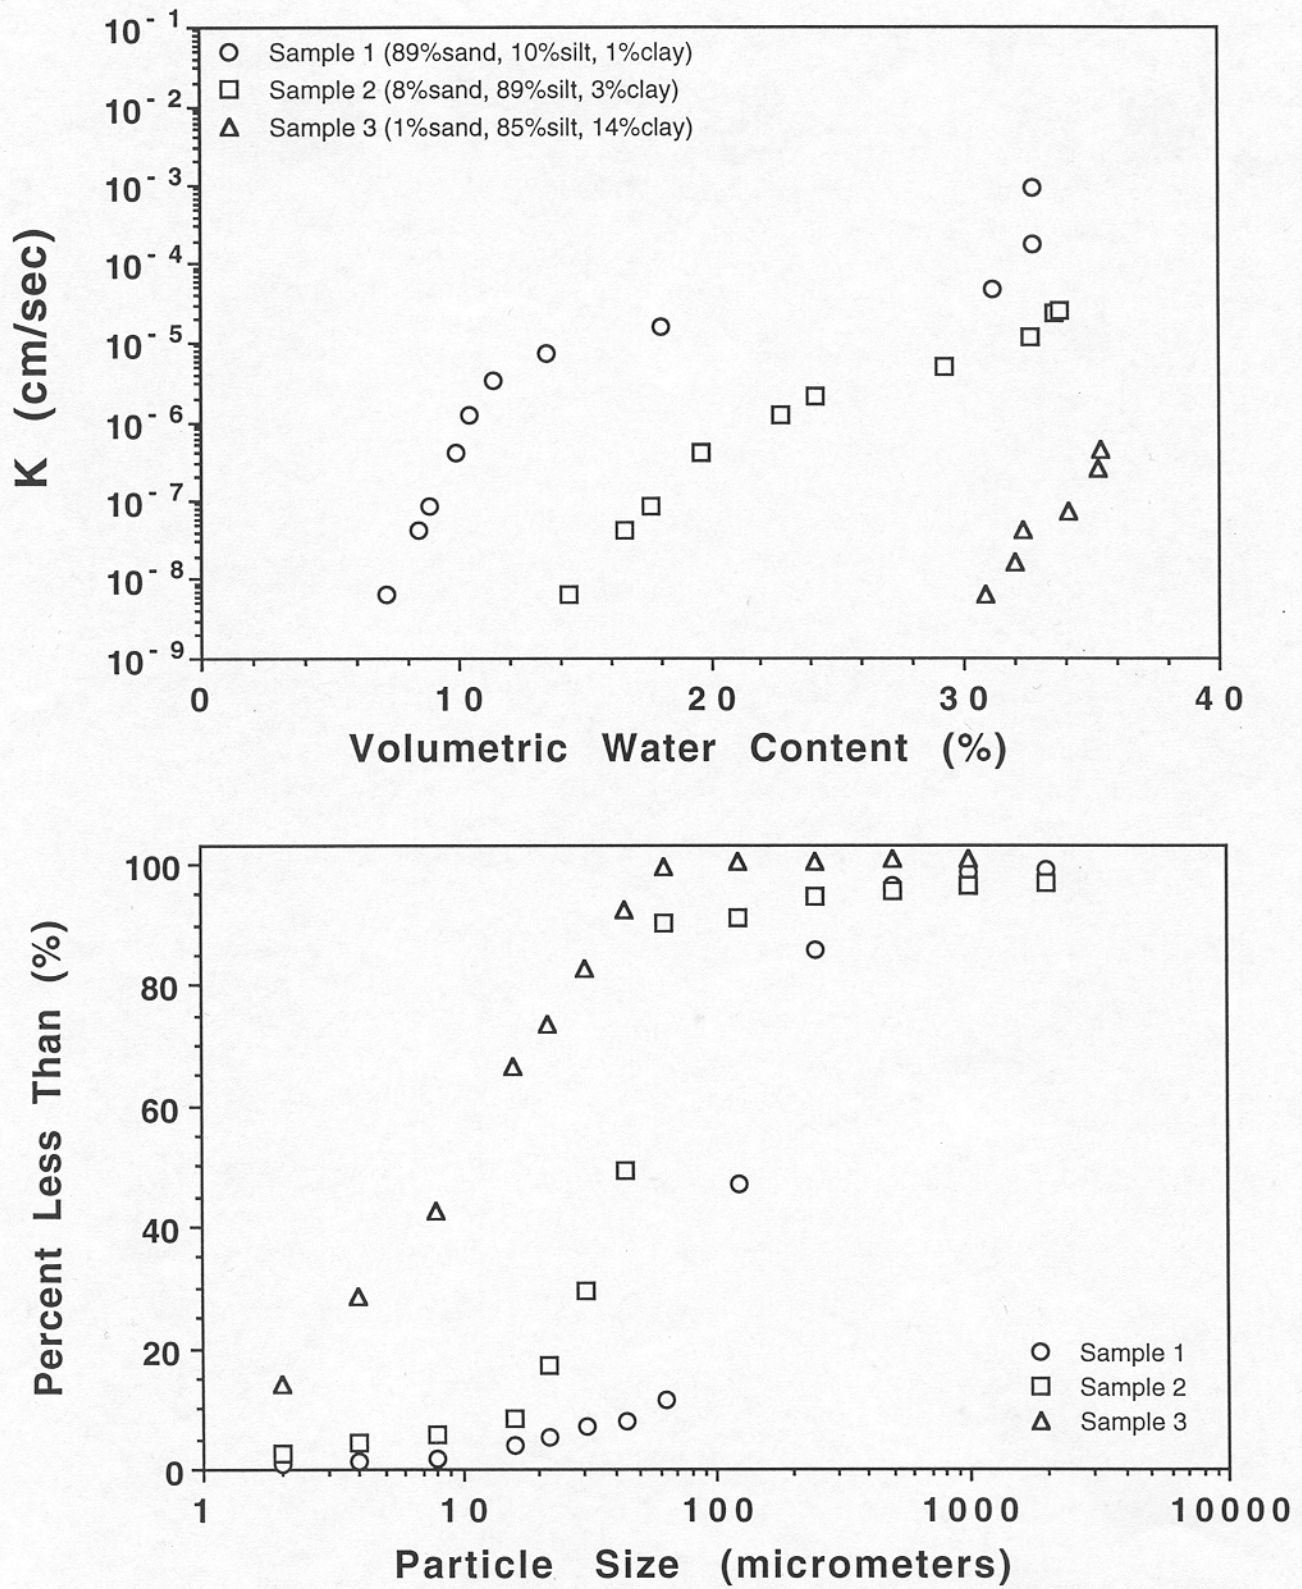 10-1
Sample 1 (89%sand, 10%silt, 1%clay)
10-2
Sample 2 (8%sand, 89%silt, 3%clay)
Sample 3 (1%sand, 85%silt, 14%clay)
10-3
10-4
10-5
10-6
10-7
10-8
10-9
K (cm/sec)
0 10 20 30 40
Volumetric Water Content (%)
100
80
60
40
20
0
Percent Less Than (%)
Sample 1
Sample 2
Sample 3
1 10 100 1000 10000
Particle Size (micrometers)